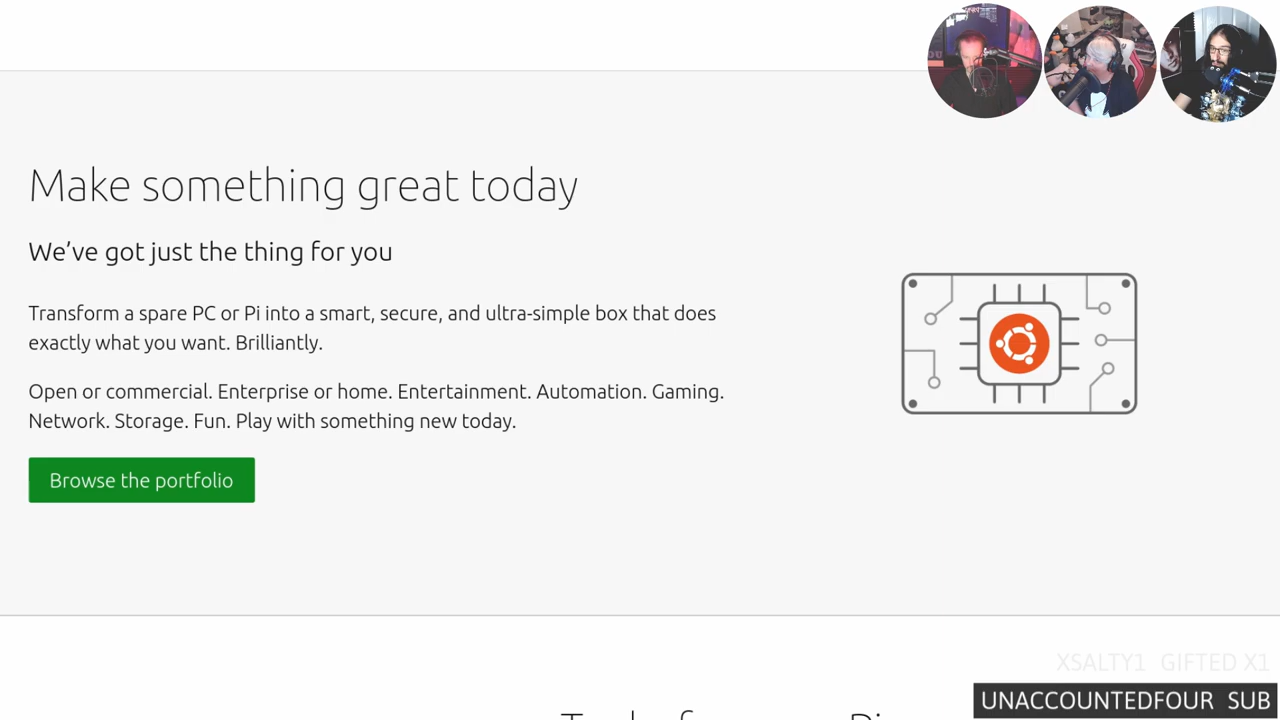 Make something great today
We've got just the thing for you
Transform a spare PC or Pi into a smart, secure, and ultra-simple box that does
exactly what you want. Brilliantly.
Open or commercial. Enterprise or home. Entertainment. Automation. Gaming.
Network. Storage. Fun. Play with something new today.
Browse the portfolio
XSALTY1 GIFTED X1
UNACCOUNTEDFOUR SUB